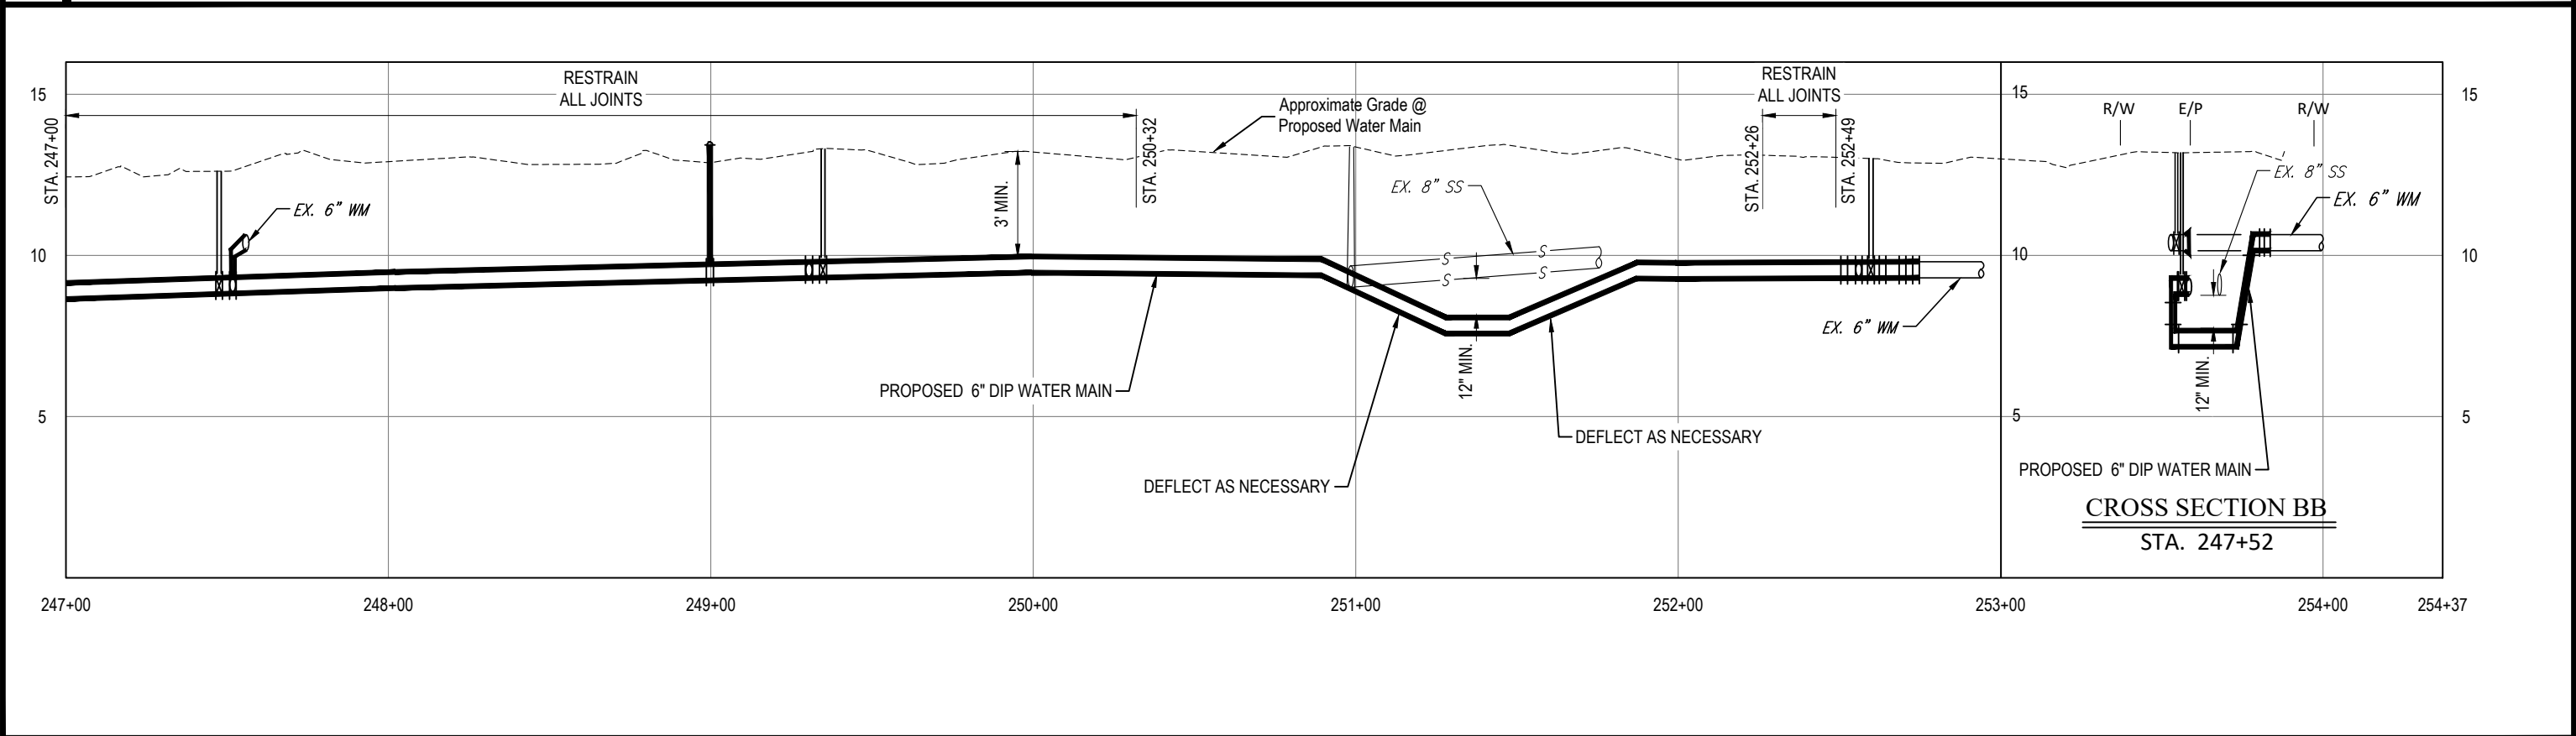 RESTRAIN
ALL JOINTS
RESTRAIN
ALL JOINTS
15
15
15
Approximate Grade @
Proposed Water Main
R/W
E/P
R/W
STA. 247+00
STA. 250+32
STA. 252+26
STA. 252+49
3' MIN.
EX. 6" WM
EX. 8" SS
EX. 8" SS
EX. 6" WM
10
10
10
S
S
S
S
EX. 6" WM
12" MIN.
12" MIN.
PROPOSED 6" DIP WATER MAIN
5
5
5
DEFLECT AS NECESSARY
DEFLECT AS NECESSARY
PROPOSED 6" DIP WATER MAIN
CROSS SECTION BB
STA. 247+52
247+00
248+00
249+00
250+00
251+00
252+00
253+00
254+00
254+37